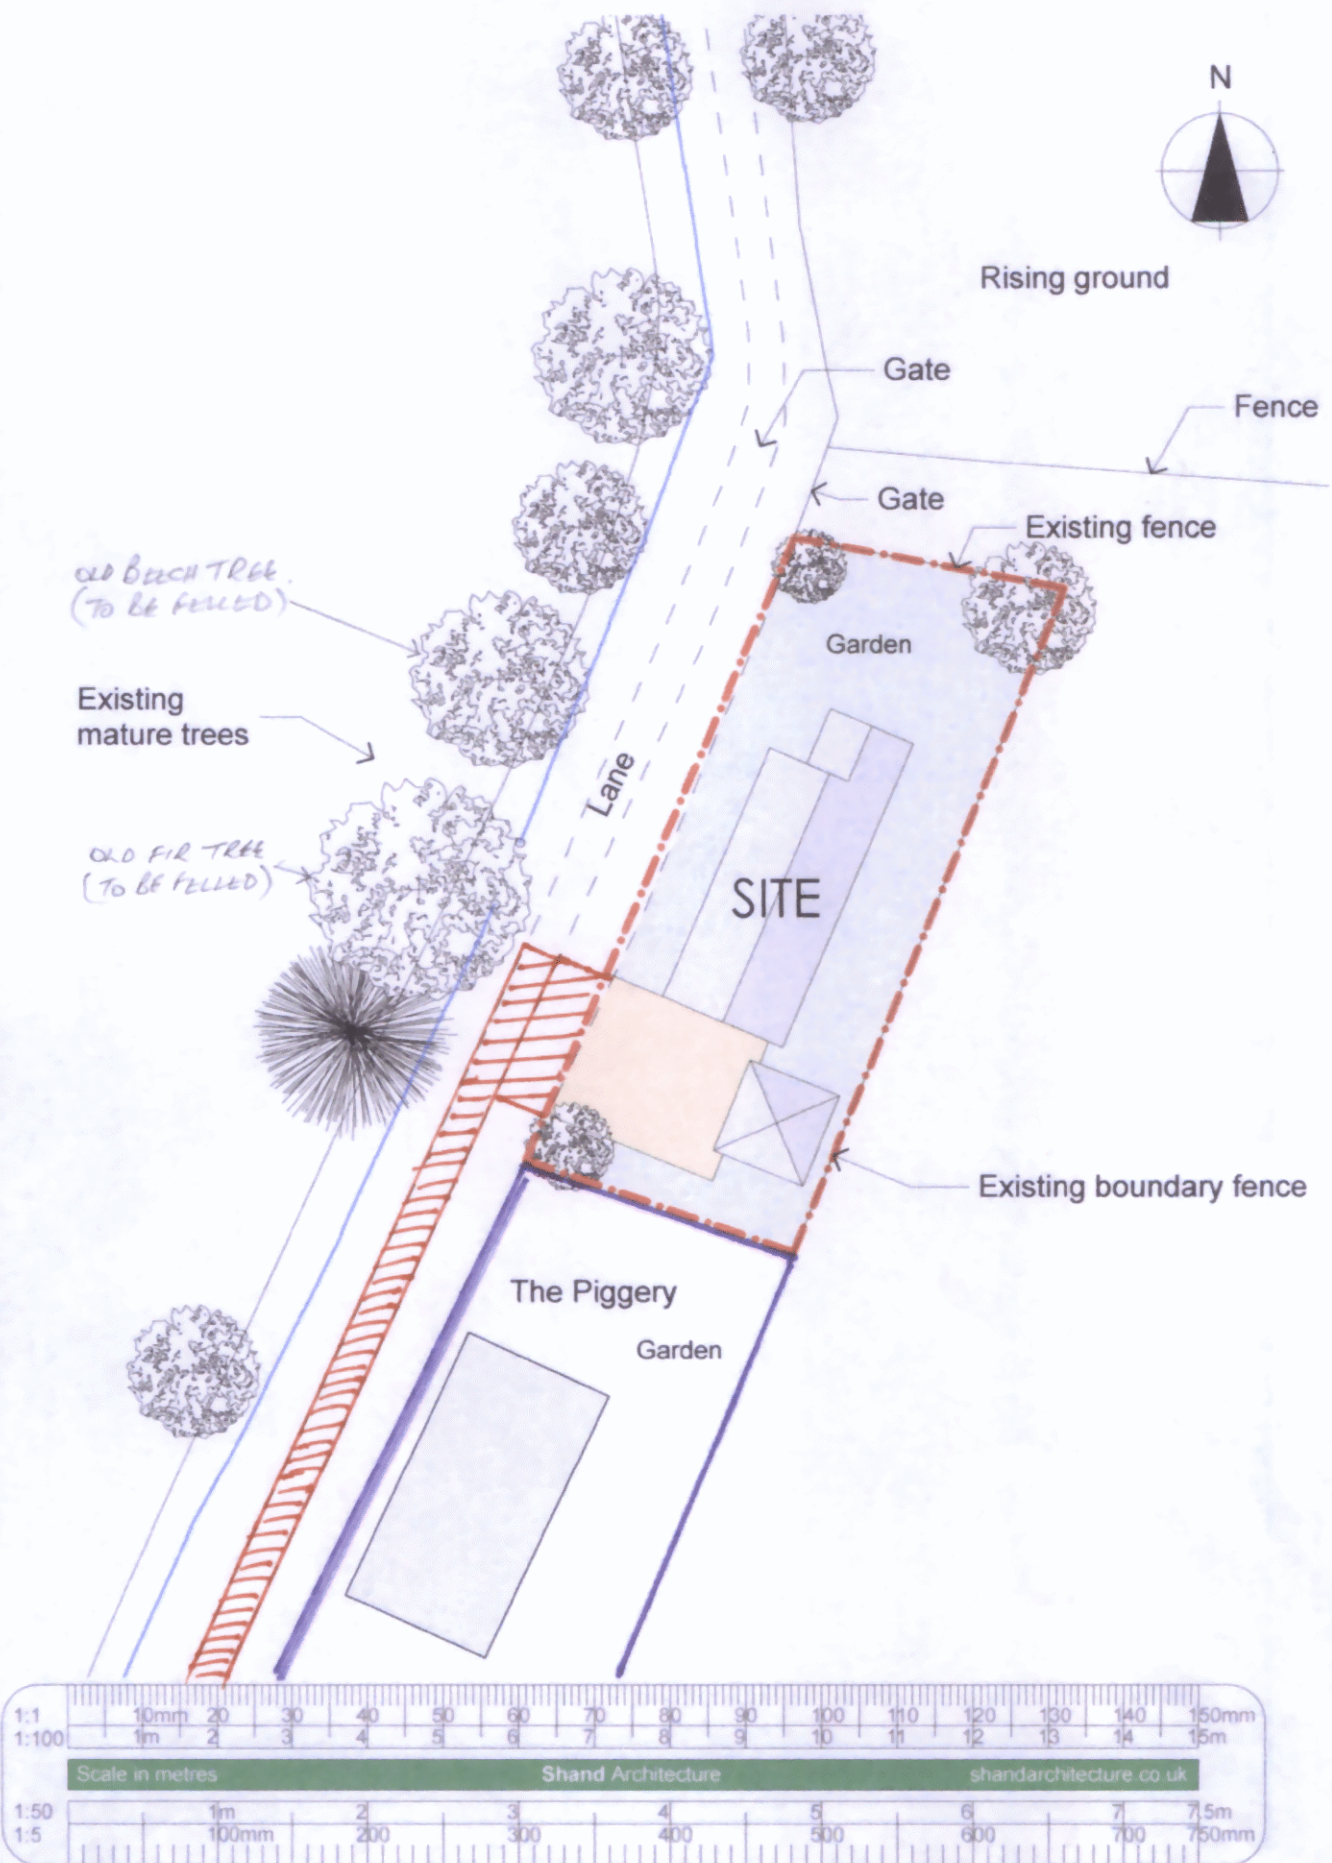 N
Rising ground
Gate
Fence
Gate
Existing fence
OLD BEECH TREE.
(TO BE FELLED)
Garden
Existing
mature trees
Lane
OLD FIR TREE
(TO BE FELLED)
SITE
Existing boundary fence
The Piggery
Garden
1:1 10mm 20 30 40 50 60 70 80 90 100 110 120 130 140 150mm
1:100 1m 2 3 4 5 6 7 8 9 10 11 12 13 14 15m
Scale in metres Shand Architecture shandarchitecture.co.uk
1:50 1m 2 3 4 5 6 7 7.5m
1:5 100mm 200 300 400 500 600 700 750mm